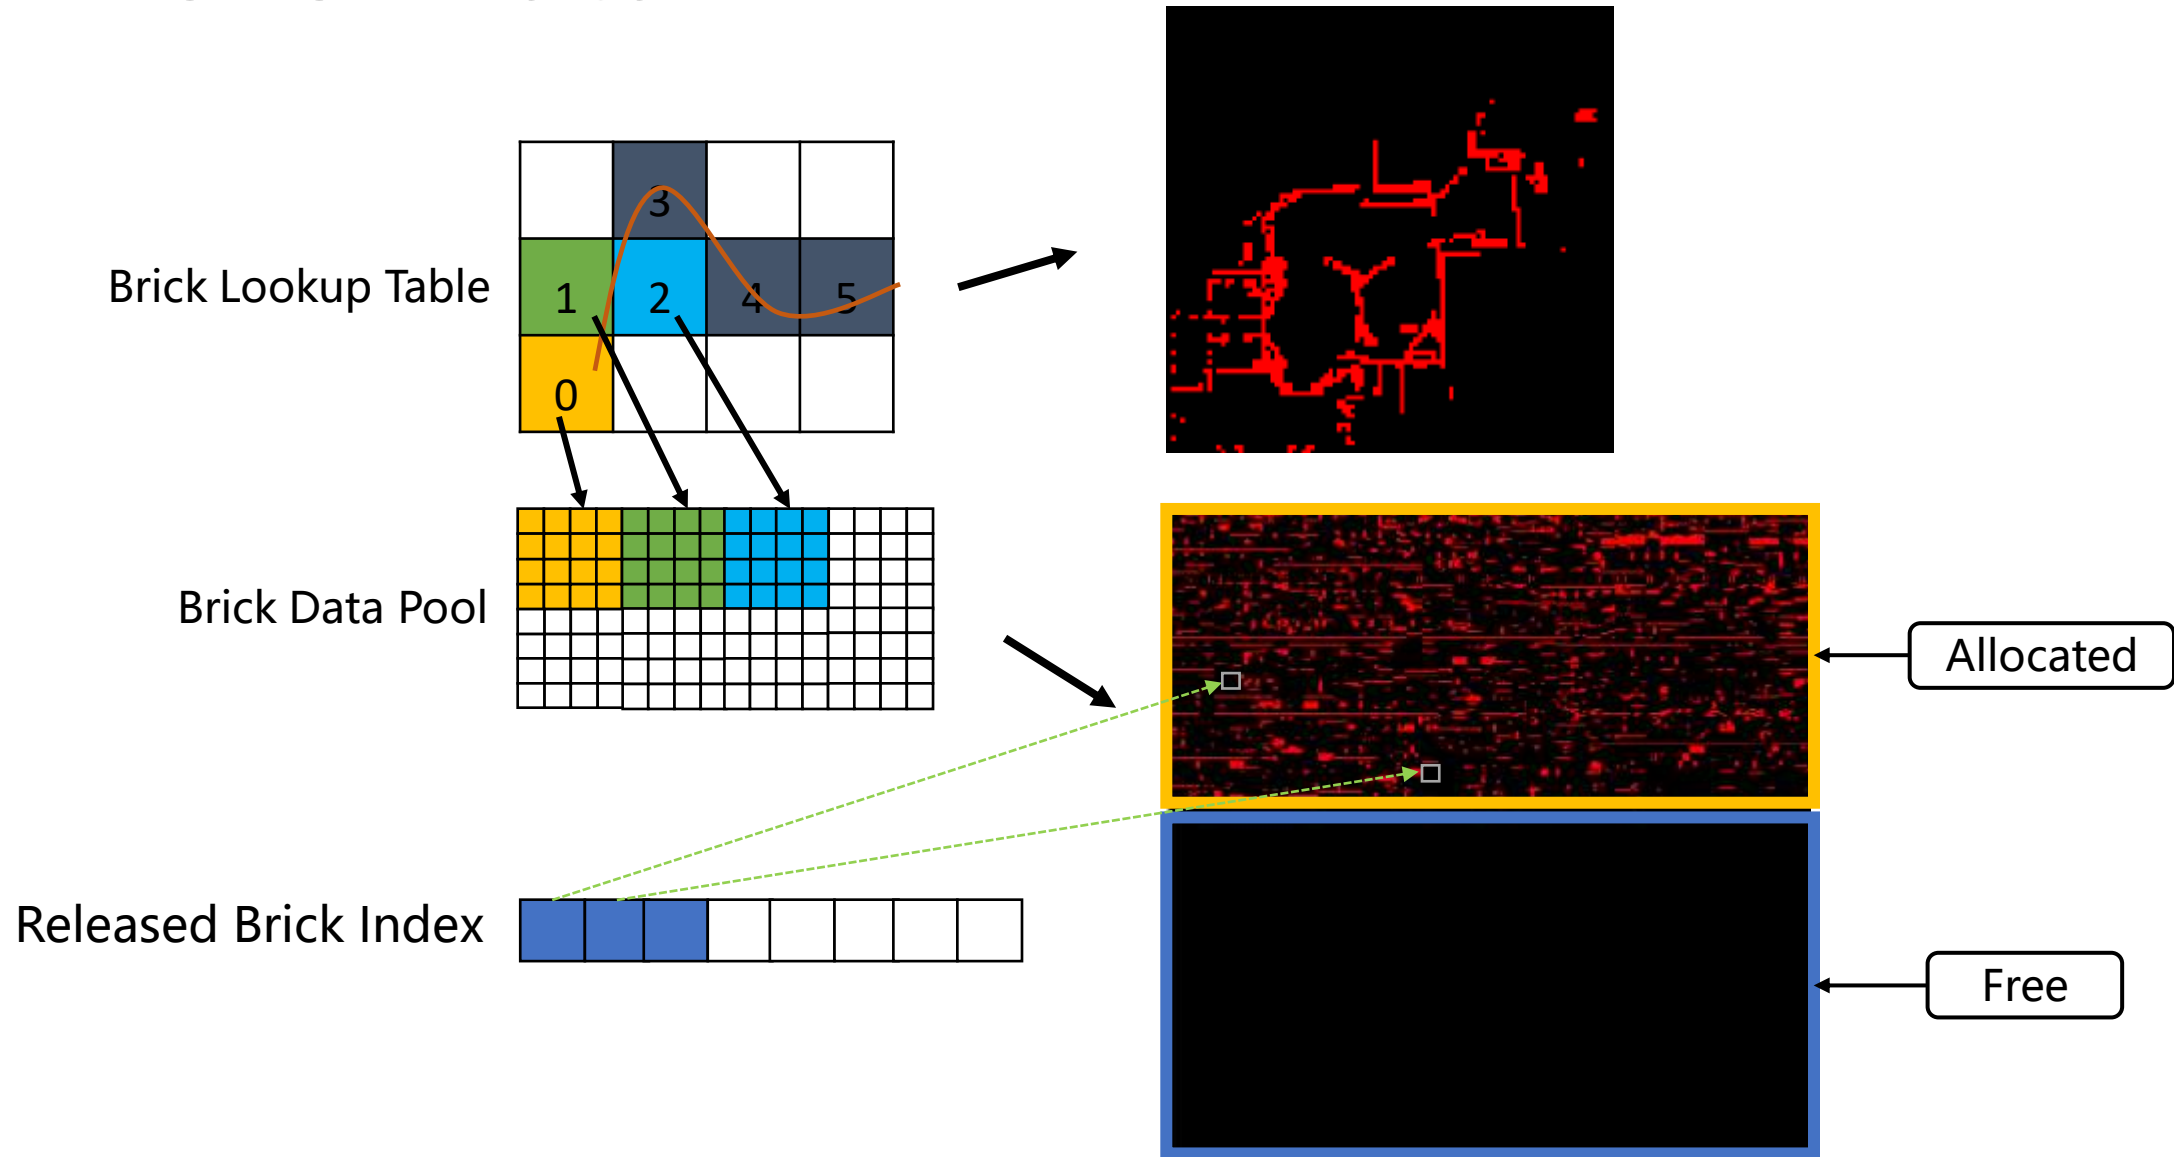 Brick Lookup Table
3
1 2 4 5
0
Brick Data Pool
Allocated
Released Brick Index
Free